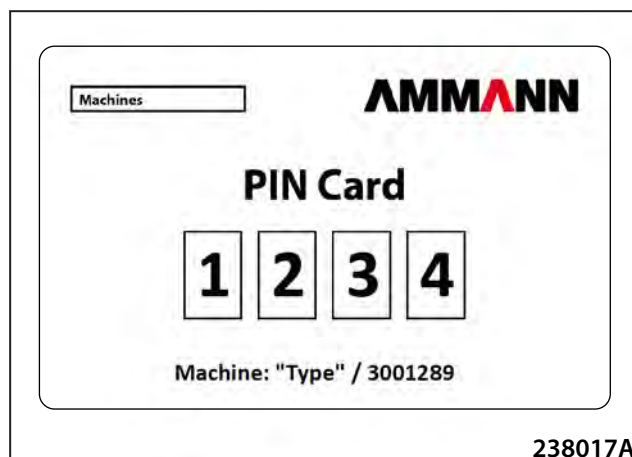 Machines
AMMANN
PIN Card
1 2 3 4
Machine: "Type" / 3001289
238017A